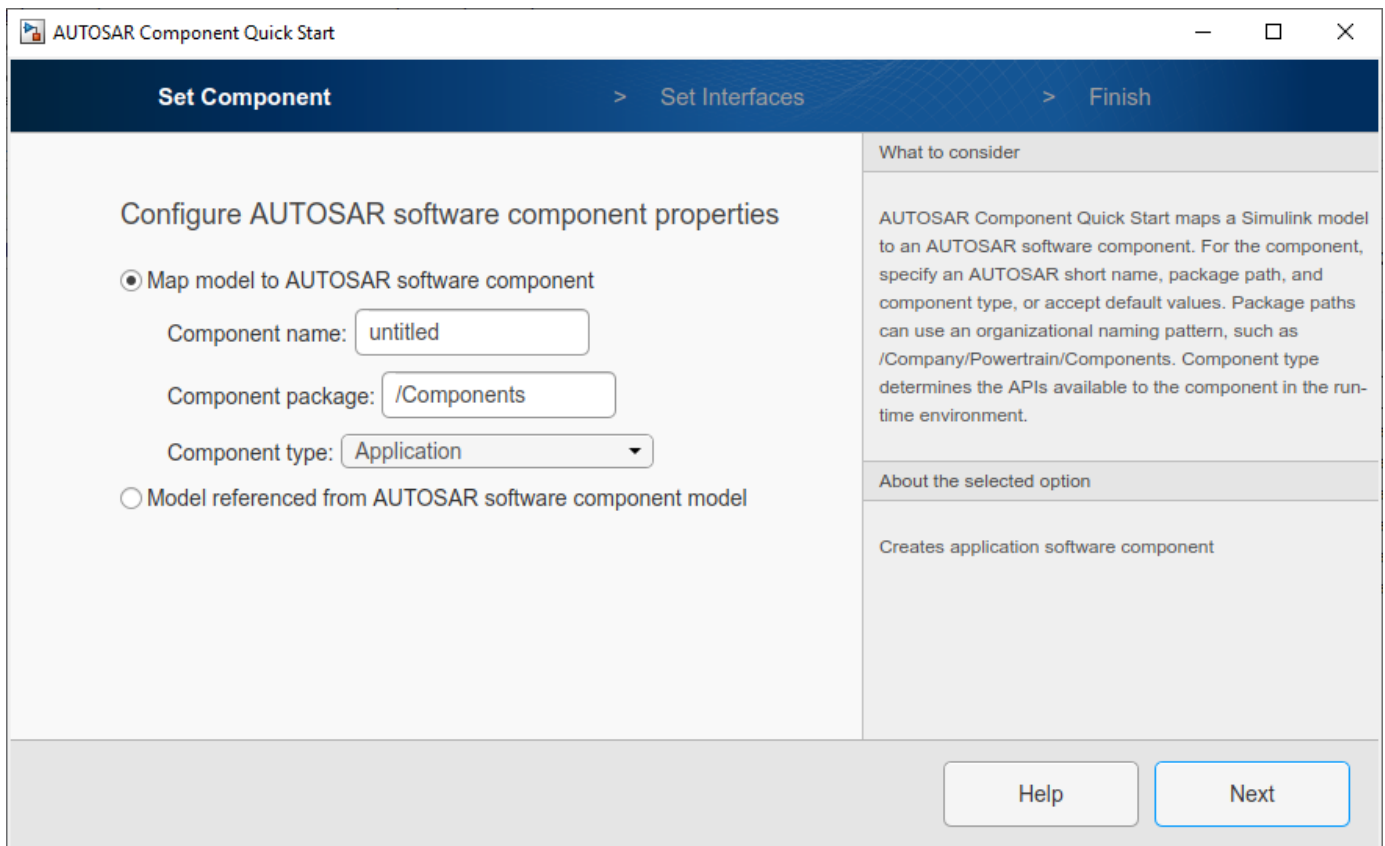 AUTOSAR Component Quick Start
Set Component > Set Interfaces > Finish
Configure AUTOSAR software component properties
Map model to AUTOSAR software component
Component name: untitled
Component package: /Components
Component type: Application
Model referenced from AUTOSAR software component model
What to consider
AUTOSAR Component Quick Start maps a Simulink model
to an AUTOSAR software component. For the component,
specify an AUTOSAR short name, package path, and
component type, or accept default values. Package paths
can use an organizational naming pattern, such as
/Company/Powertrain/Components. Component type
determines the APIs available to the component in the run-
time environment.
About the selected option
Creates application software component
Help
Next